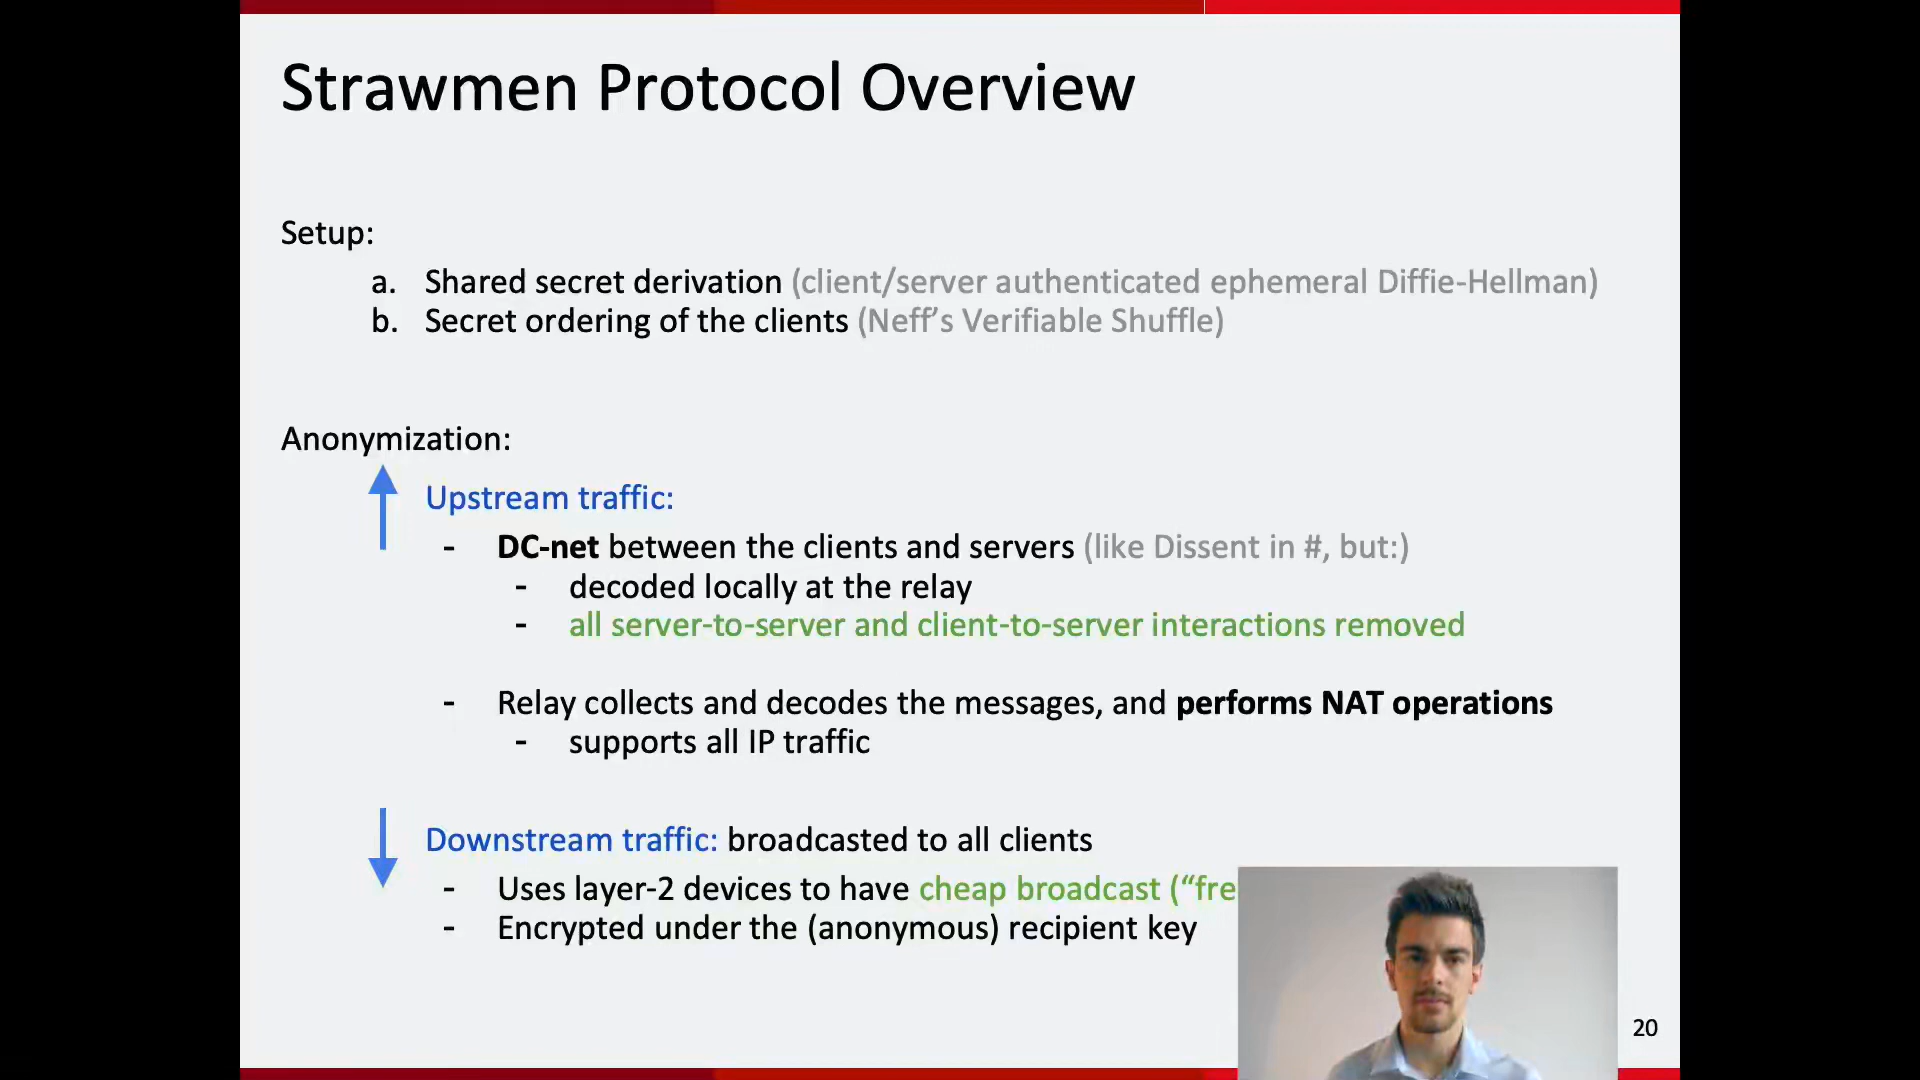 Strawmen Protocol Overview
Setup:
a. Shared secret derivation (client/server authenticated ephemeral Diffie-Hellman)
b. Secret ordering of the clients (Neff’s Verifiable Shuffle)
Anonymization:
Upstream traffic:
- DC-net between the clients and servers (like Dissent in #, but:)
- decoded locally at the relay
- all server-to-server and client-to-server interactions removed
- Relay collects and decodes the messages, and performs NAT operations
- supports all IP traffic
Downstream traffic: broadcasted to all clients
- Uses layer-2 devices to have cheap broadcast (“fre
- Encrypted under the (anonymous) recipient key
20